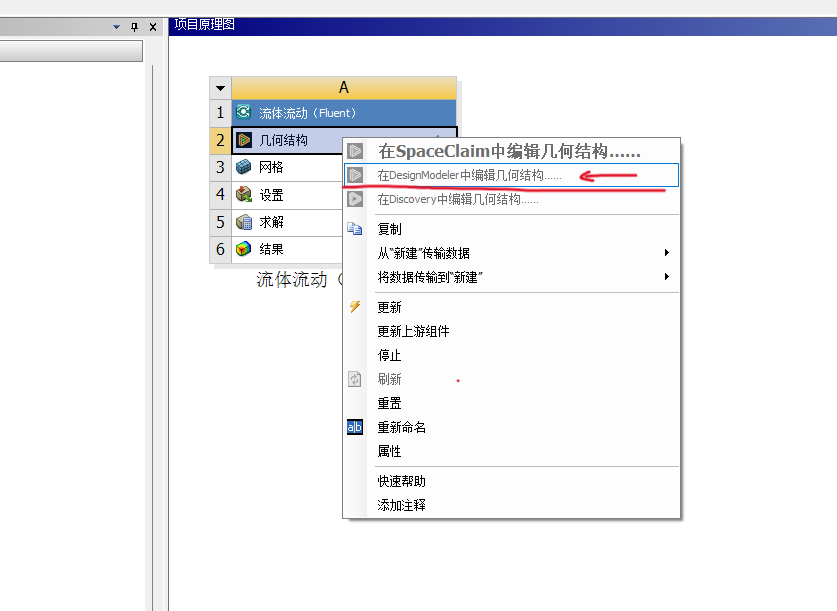 项目原理图
A
1 流体流动（Fluent）
2 几何结构
3 网格
4 设置
5 求解
6 结果
流体流动（
在SpaceClaim中编辑几何结构......
在DesignModeler中编辑几何结构......
在Discovery中编辑几何结构......
复制
从“新建”传输数据
将数据传输到“新建”
更新
更新上游组件
停止
刷新
重置
a|b 重新命名
属性
快速帮助
添加注释